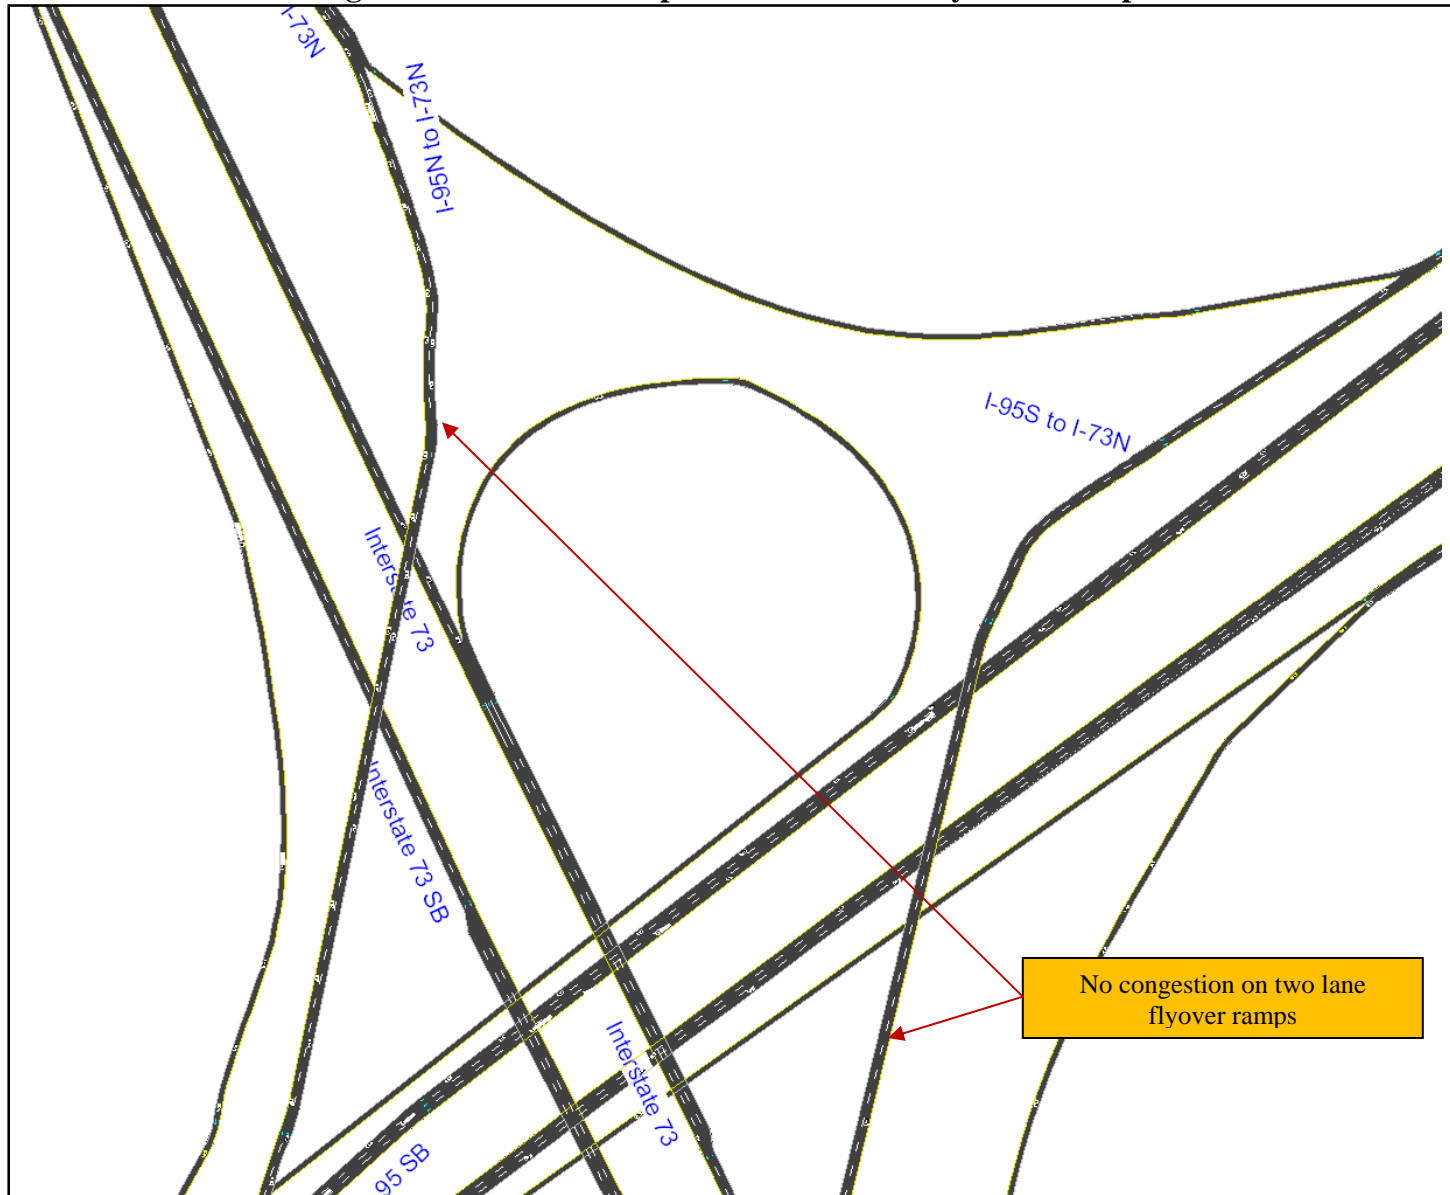 I-73N
I-95N to I-73N
I-95S to I-73N
Interstate 73
Interstate 73 SB
No congestion on two lane
flyover ramps
Interstate 73
95 SB